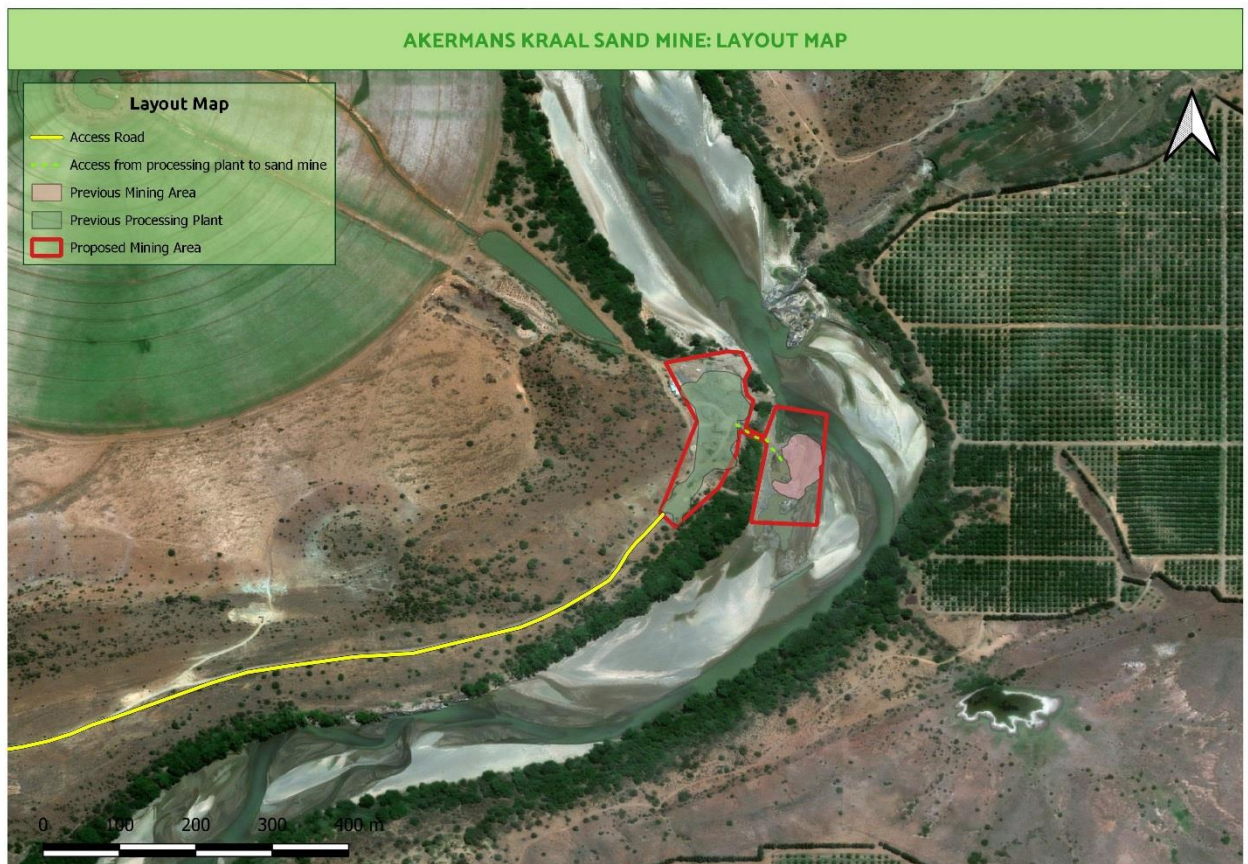 AKERMANS KRAAL SAND MINE: LAYOUT MAP
Layout Map
Access Road
Access from processing plant to sand mine
Previous Mining Area
Previous Processing Plant
Proposed Mining Area
0 100 200 300 400 m